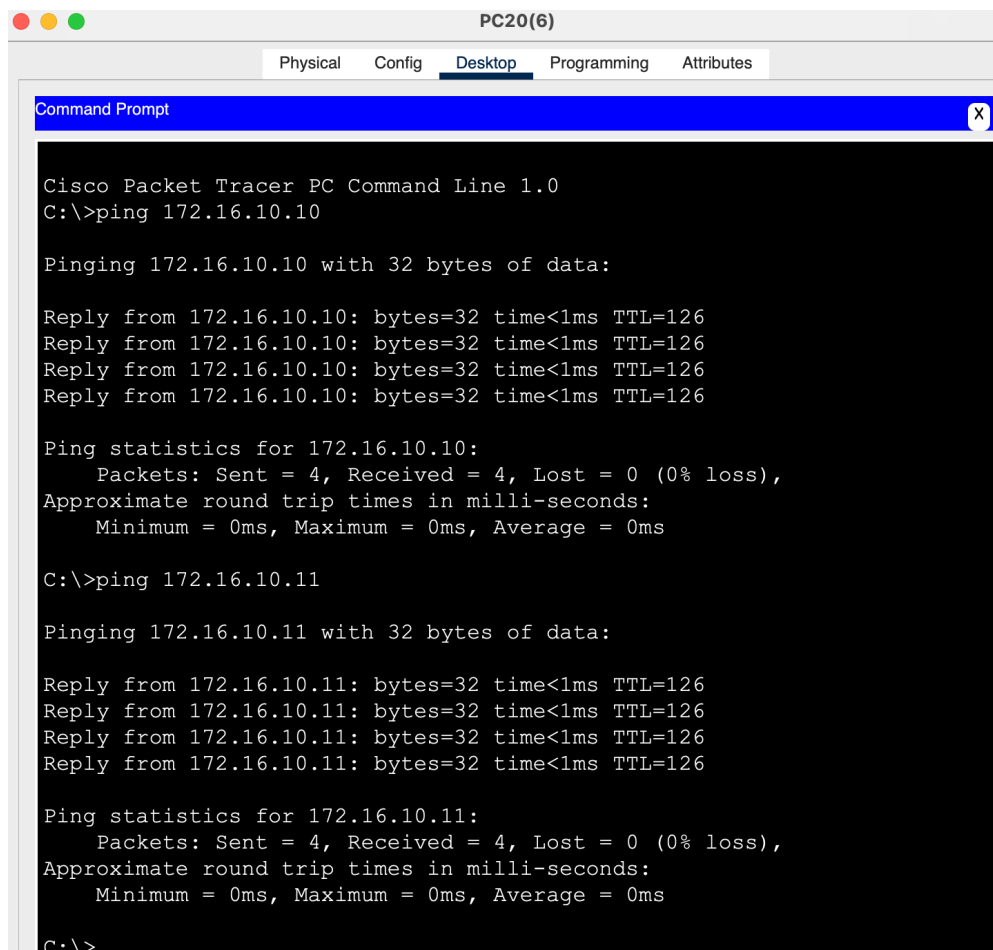 PC20(6)
Physical Config Desktop Programming Attributes
Command Prompt
X
Cisco Packet Tracer PC Command Line 1.0
C:\>ping 172.16.10.10
Pinging 172.16.10.10 with 32 bytes of data:
Reply from 172.16.10.10: bytes=32 time<1ms TTL=126
Reply from 172.16.10.10: bytes=32 time<1ms TTL=126
Reply from 172.16.10.10: bytes=32 time<1ms TTL=126
Reply from 172.16.10.10: bytes=32 time<1ms TTL=126
Ping statistics for 172.16.10.10:
    Packets: Sent = 4, Received = 4, Lost = 0 (0% loss),
Approximate round trip times in milli-seconds:
    Minimum = 0ms, Maximum = 0ms, Average = 0ms
C:\>ping 172.16.10.11
Pinging 172.16.10.11 with 32 bytes of data:
Reply from 172.16.10.11: bytes=32 time<1ms TTL=126
Reply from 172.16.10.11: bytes=32 time<1ms TTL=126
Reply from 172.16.10.11: bytes=32 time<1ms TTL=126
Reply from 172.16.10.11: bytes=32 time<1ms TTL=126
Ping statistics for 172.16.10.11:
    Packets: Sent = 4, Received = 4, Lost = 0 (0% loss),
Approximate round trip times in milli-seconds:
    Minimum = 0ms, Maximum = 0ms, Average = 0ms
C:\>